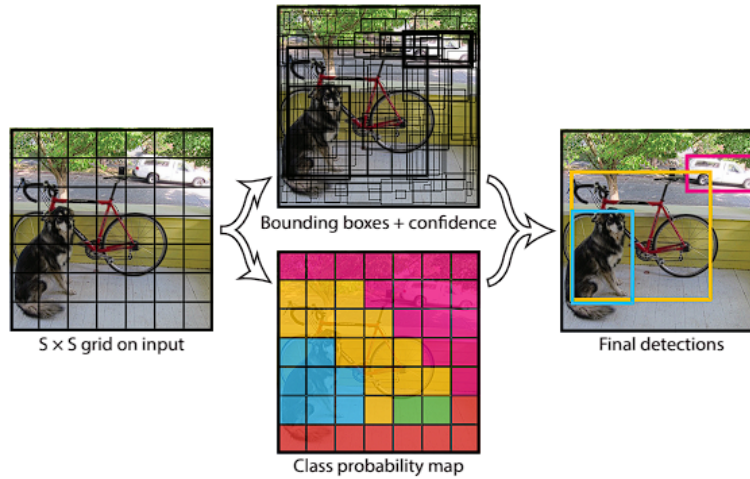 S × S grid on input
Bounding boxes + confidence
Class probability map
Final detections